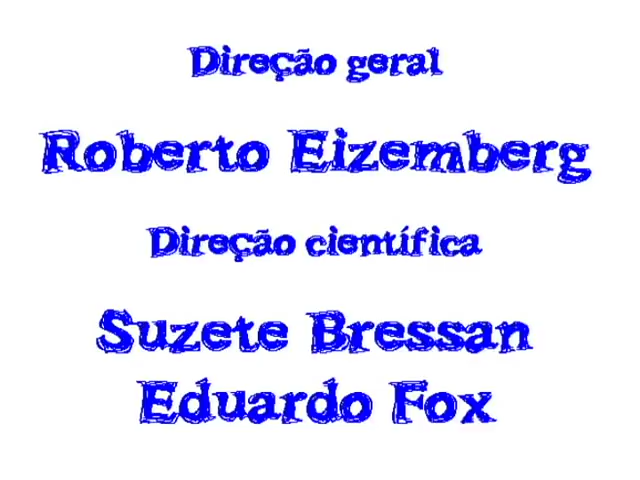 Direção geral
Roberto Eizemberg
Direção científica
Suzete Bressan
Eduardo Fox